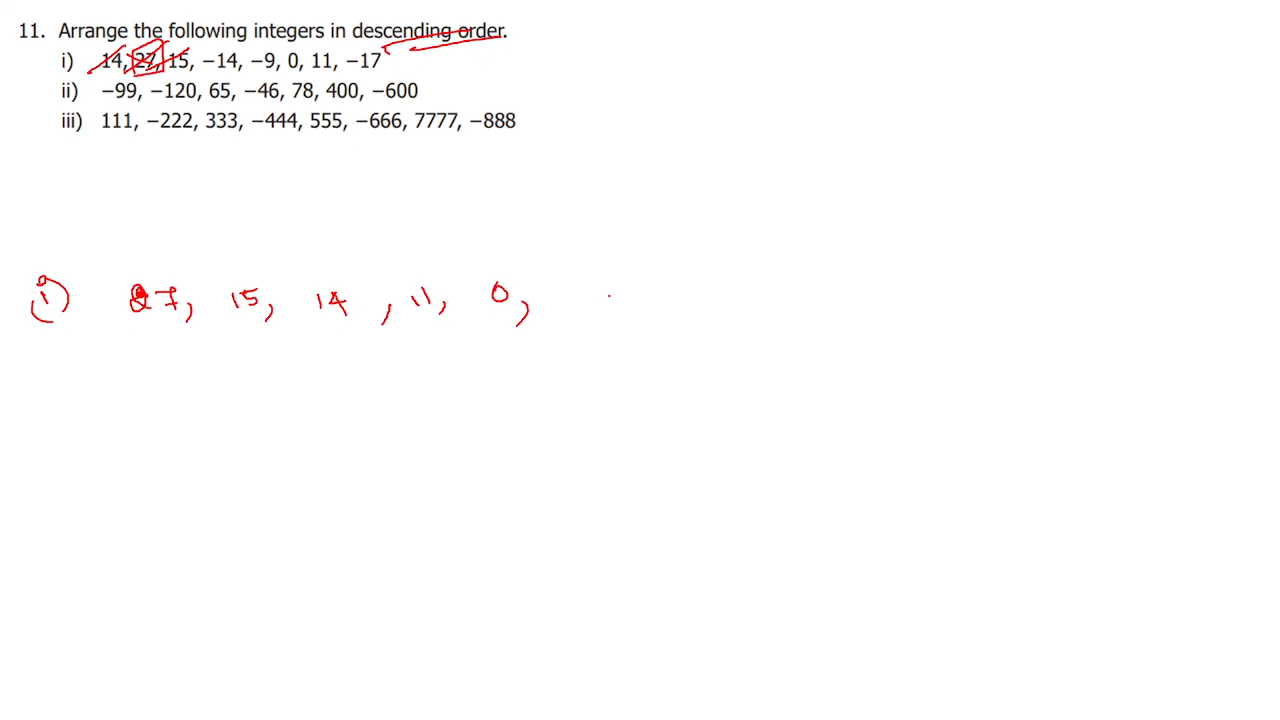 11. Arrange the following integers in descending order.
i) 14, 27, 15, −14, −9, 0, 11, −17
ii) −99, −120, 65, −46, 78, 400, −600
iii) 111, −222, 333, −444, 555, −666, 7777, −888
(i) 27, 15, 14, 11, 0,